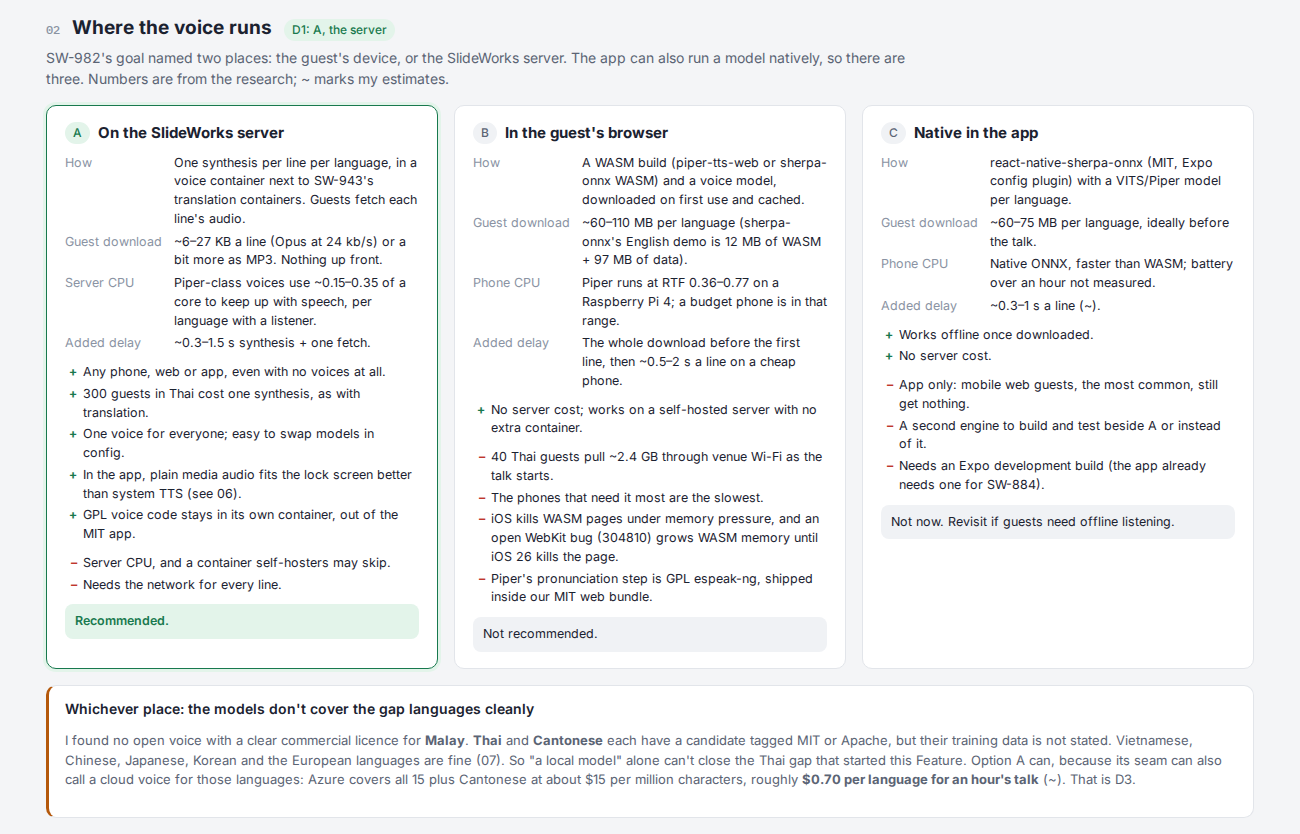 02 Where the voice runs D1: A, the server
SW-982's goal named two places: the guest's device, or the SlideWorks server. The app can also run a model natively, so there are
three. Numbers are from the research; ~ marks my estimates.
A On the SlideWorks server
How One synthesis per line per language, in a
voice container next to SW-943's
translation containers. Guests fetch each
line's audio.
Guest download ~6–27 KB a line (Opus at 24 kb/s) or a
bit more as MP3. Nothing up front.
Server CPU Piper-class voices use ~0.15–0.35 of a
core to keep up with speech, per
language with a listener.
Added delay ~0.3–1.5 s synthesis + one fetch.
+ Any phone, web or app, even with no voices at all.
+ 300 guests in Thai cost one synthesis, as with
translation.
+ One voice for everyone; easy to swap models in
config.
+ In the app, plain media audio fits the lock screen better
than system TTS (see 06).
+ GPL voice code stays in its own container, out of the
MIT app.
− Server CPU, and a container self-hosters may skip.
− Needs the network for every line.
Recommended.
B In the guest's browser
How A WASM build (piper-tts-web or sherpa-
onnx WASM) and a voice model,
downloaded on first use and cached.
Guest download ~60–110 MB per language (sherpa-
onnx's English demo is 12 MB of WASM
+ 97 MB of data).
Phone CPU Piper runs at RTF 0.36–0.77 on a
Raspberry Pi 4; a budget phone is in that
range.
Added delay The whole download before the first
line, then ~0.5–2 s a line on a cheap
phone.
+ No server cost; works on a self-hosted server with no
extra container.
− 40 Thai guests pull ~2.4 GB through venue Wi-Fi as the
talk starts.
− The phones that need it most are the slowest.
− iOS kills WASM pages under memory pressure, and an
open WebKit bug (304810) grows WASM memory until
iOS 26 kills the page.
− Piper's pronunciation step is GPL espeak-ng, shipped
inside our MIT web bundle.
Not recommended.
C Native in the app
How react-native-sherpa-onnx (MIT, Expo
config plugin) with a VITS/Piper model
per language.
Guest download ~60–75 MB per language, ideally before
the talk.
Phone CPU Native ONNX, faster than WASM; battery
over an hour not measured.
Added delay ~0.3–1 s a line (~).
+ Works offline once downloaded.
+ No server cost.
− App only: mobile web guests, the most common, still
get nothing.
− A second engine to build and test beside A or instead
of it.
− Needs an Expo development build (the app already
needs one for SW-884).
Not now. Revisit if guests need offline listening.
Whichever place: the models don't cover the gap languages cleanly
I found no open voice with a clear commercial licence for Malay. Thai and Cantonese each have a candidate tagged MIT or Apache, but their training data is not stated. Vietnamese,
Chinese, Japanese, Korean and the European languages are fine (07). So "a local model" alone can't close the Thai gap that started this Feature. Option A can, because its seam can also
call a cloud voice for those languages: Azure covers all 15 plus Cantonese at about $15 per million characters, roughly $0.70 per language for an hour's talk (~). That is D3.